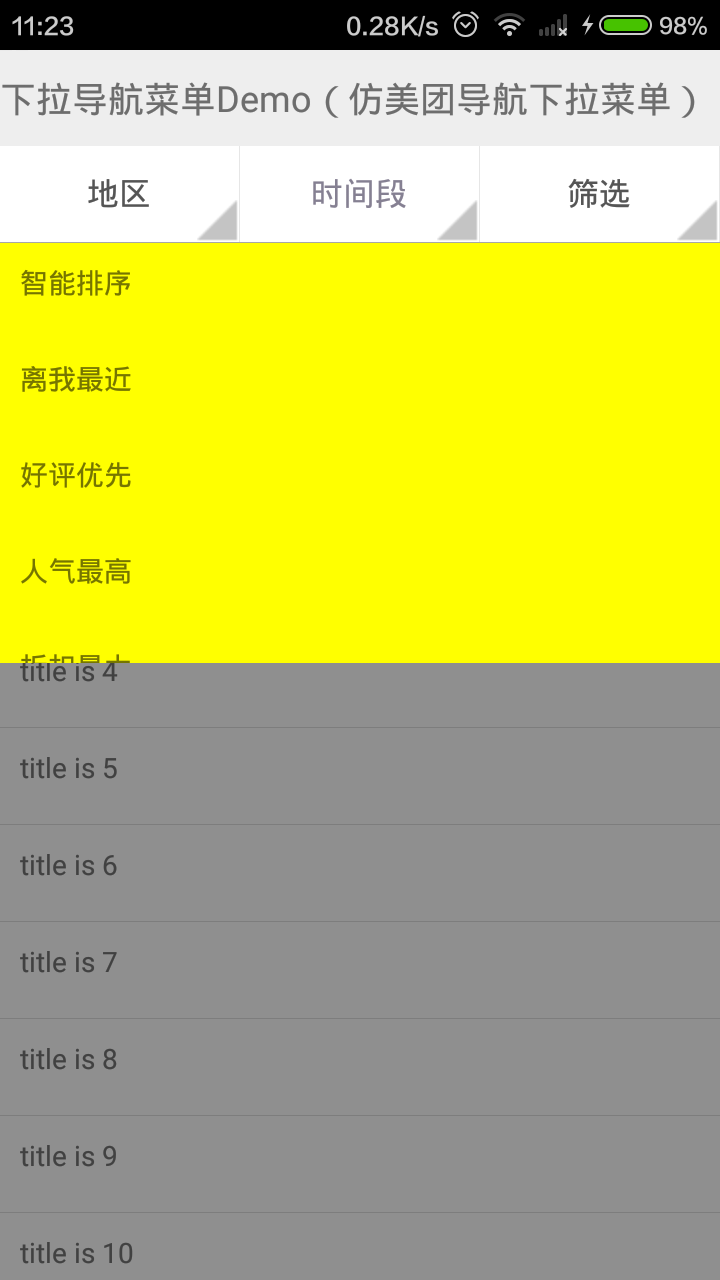 11:23 0.28K/s 98%
下拉导航菜单Demo（仿美团导航下拉菜单）
地区 时间段 筛选
智能排序
离我最近
好评优先
人气最高
title is 4
title is 5
title is 6
title is 7
title is 8
title is 9
title is 10